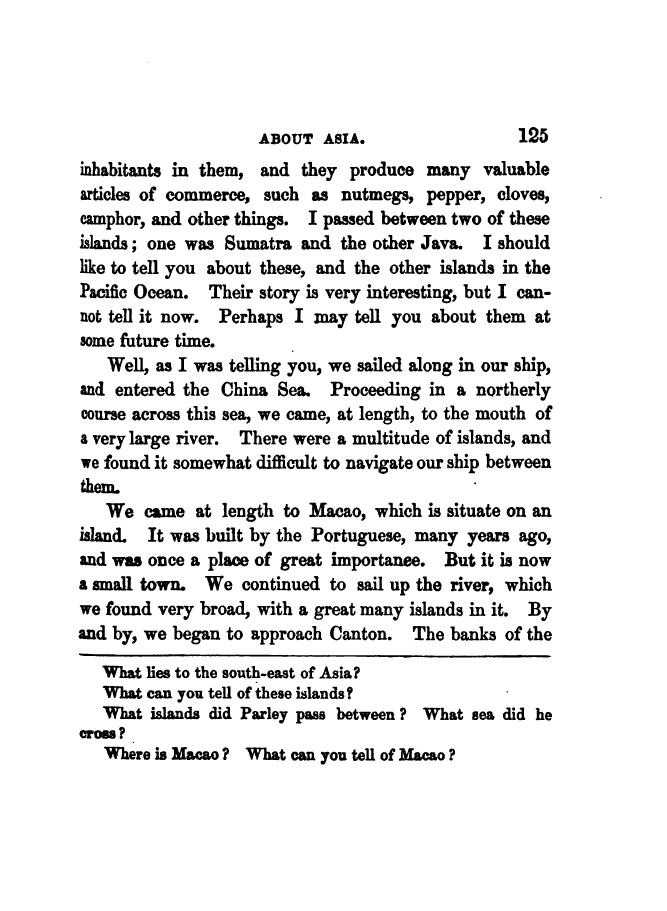 ABOUT ASIA. 125
inhabitants in them, and they produce many valuable
articles of commerce, such as nutmegs, pepper, cloves,
camphor, and other things. I passed between two of these
islands; one was Sumatra and the other Java. I should
like to tell you about these, and the other islands in the
Pacific Ocean. Their story is very interesting, but I can-
not tell it now. Perhaps I may tell you about them at
some future time.
Well, as I was telling you, we sailed along in our ship,
and entered the China Sea. Proceeding in a northerly
course across this sea, we came, at length, to the mouth of
a very large river. There were a multitude of islands, and
we found it somewhat difficult to navigate our ship between
them.
We came at length to Macao, which is situate on an
island. It was built by the Portuguese, many years ago,
and was once a place of great importance. But it is now
a small town. We continued to sail up the river, which
we found very broad, with a great many islands in it. By
and by, we began to approach Canton. The banks of the
What lies to the south-east of Asia?
What can you tell of these islands?
What islands did Parley pass between? What sea did he
cross?
Where is Macao? What can you tell of Macao?